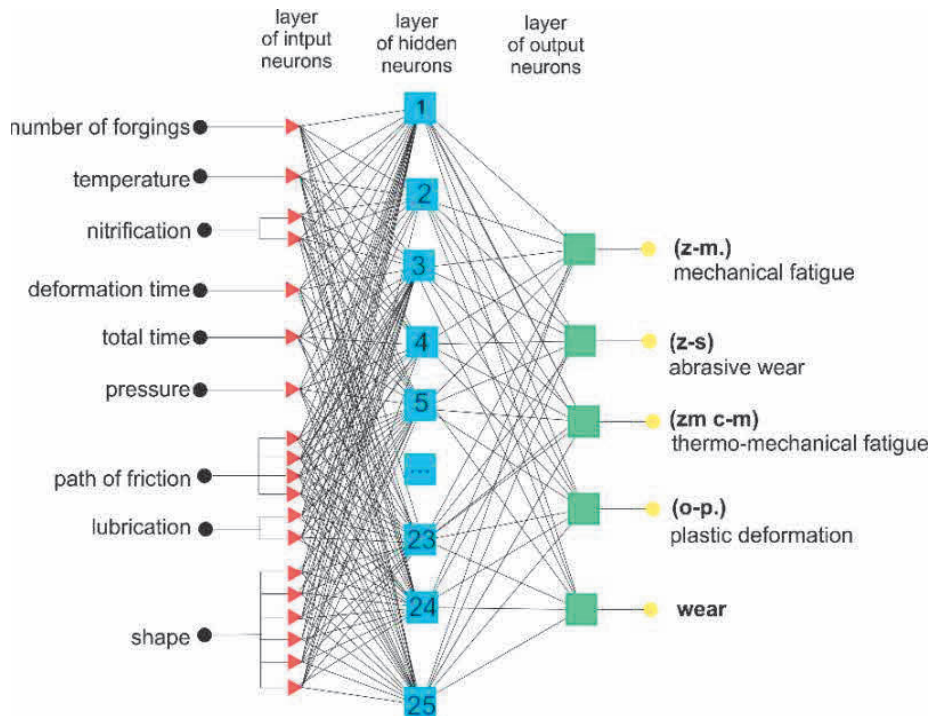 layer
of intput
neurons
layer
of hidden
neurons
layer
of output
neurons
number of forgings
temperature
nitrification
deformation time
total time
pressure
path of friction
lubrication
shape
1
2
3
4
5
...
23
24
25
(z-m.)
mechanical fatigue
(z-s)
abrasive wear
(zm c-m)
thermo-mechanical fatigue
(o-p.)
plastic deformation
wear